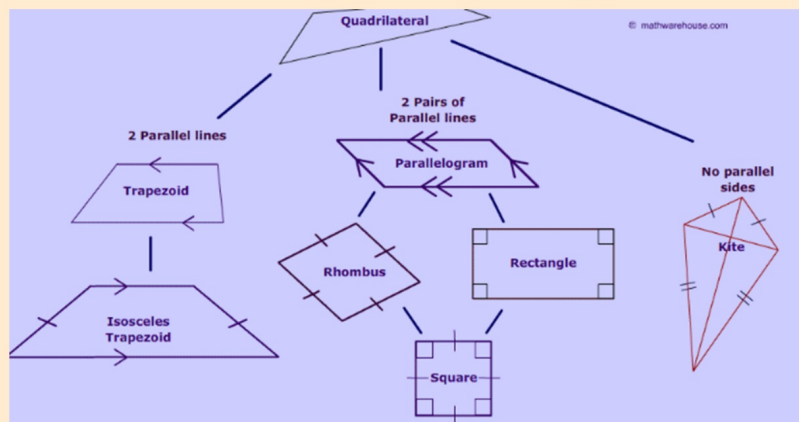 Quadrilateral
© mathwarehouse.com
2 Pairs of
Parallel lines
2 Parallel lines
Parallelogram
No parallel
sides
Trapezoid
Kite
Rhombus
Rectangle
Isosceles
Trapezoid
Square